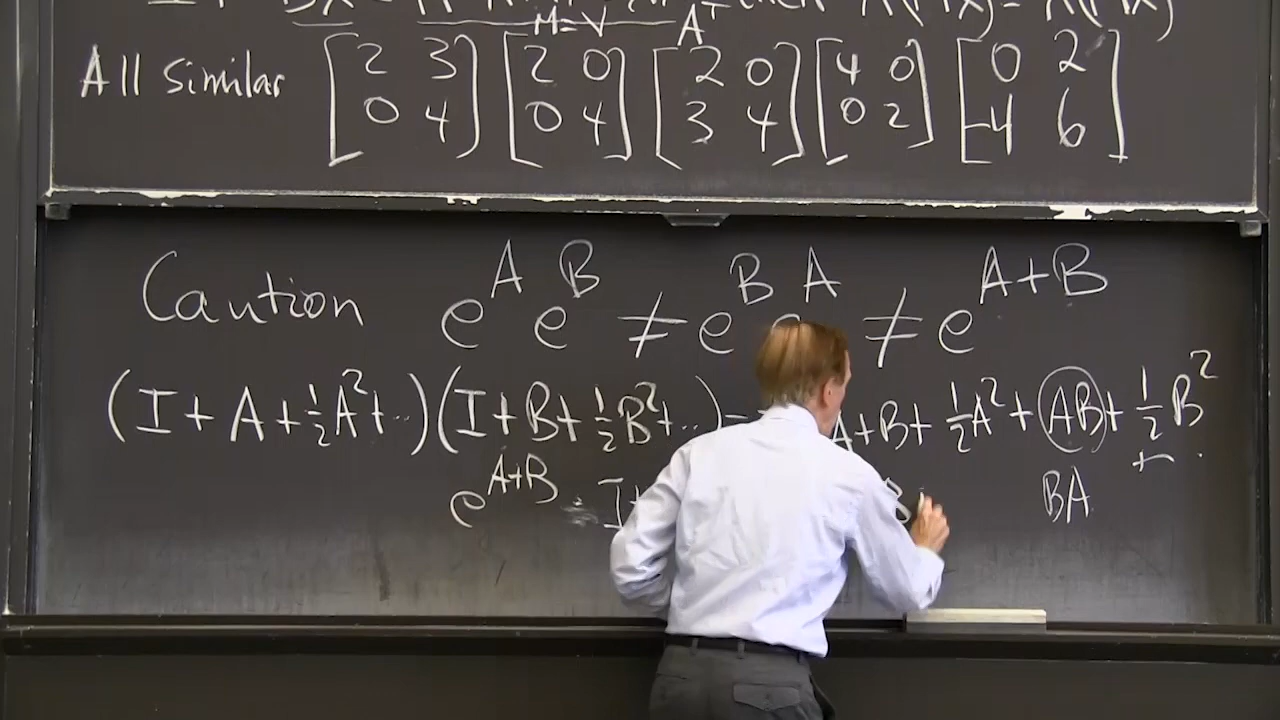 M=V A^T then
All Similar [2 3; 0 4] [2 0; 0 4] [2 0; 3 4] [4 0; 0 2] [0 2; -4 6]
Caution e^A e^B ≠ e^B e^A ≠ e^{A+B}
(I + A + ½A² + ..)(I + B + ½B² + ..) = A + B + ½A² + AB + ½B² + .
e^{A+B} = I + B BA